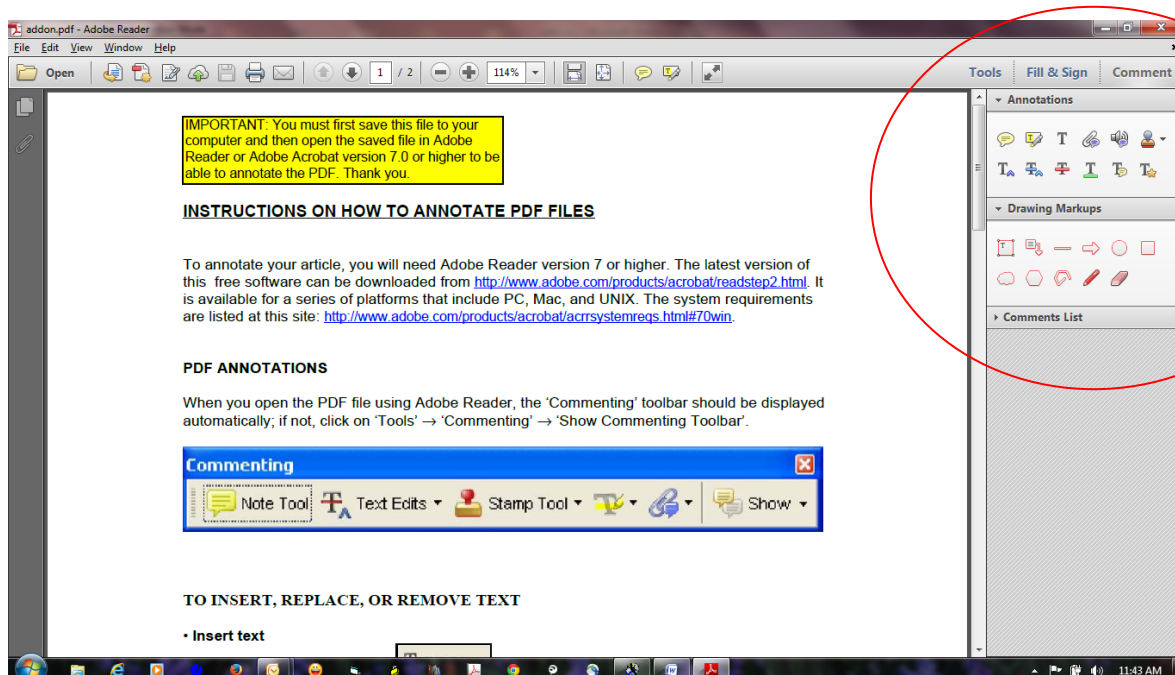 addon.pdf - Adobe Reader
File Edit View Window Help
Open 1 / 2 114% Tools Fill & Sign Comment
Annotations
Drawing Markups
Comments List
IMPORTANT: You must first save this file to your
computer and then open the saved file in Adobe
Reader or Adobe Acrobat version 7.0 or higher to be
able to annotate the PDF. Thank you.
INSTRUCTIONS ON HOW TO ANNOTATE PDF FILES
To annotate your article, you will need Adobe Reader version 7 or higher. The latest version of
this free software can be downloaded from http://www.adobe.com/products/acrobat/readstep2.html. It
is available for a series of platforms that include PC, Mac, and UNIX. The system requirements
are listed at this site: http://www.adobe.com/products/acrobat/acrrsystemreqs.html#70win.
PDF ANNOTATIONS
When you open the PDF file using Adobe Reader, the ‘Commenting’ toolbar should be displayed
automatically; if not, click on ‘Tools’ → ‘Commenting’ → ‘Show Commenting Toolbar’.
Commenting
Note Tool Text Edits Stamp Tool Show
TO INSERT, REPLACE, OR REMOVE TEXT
• Insert text
11:43 AM